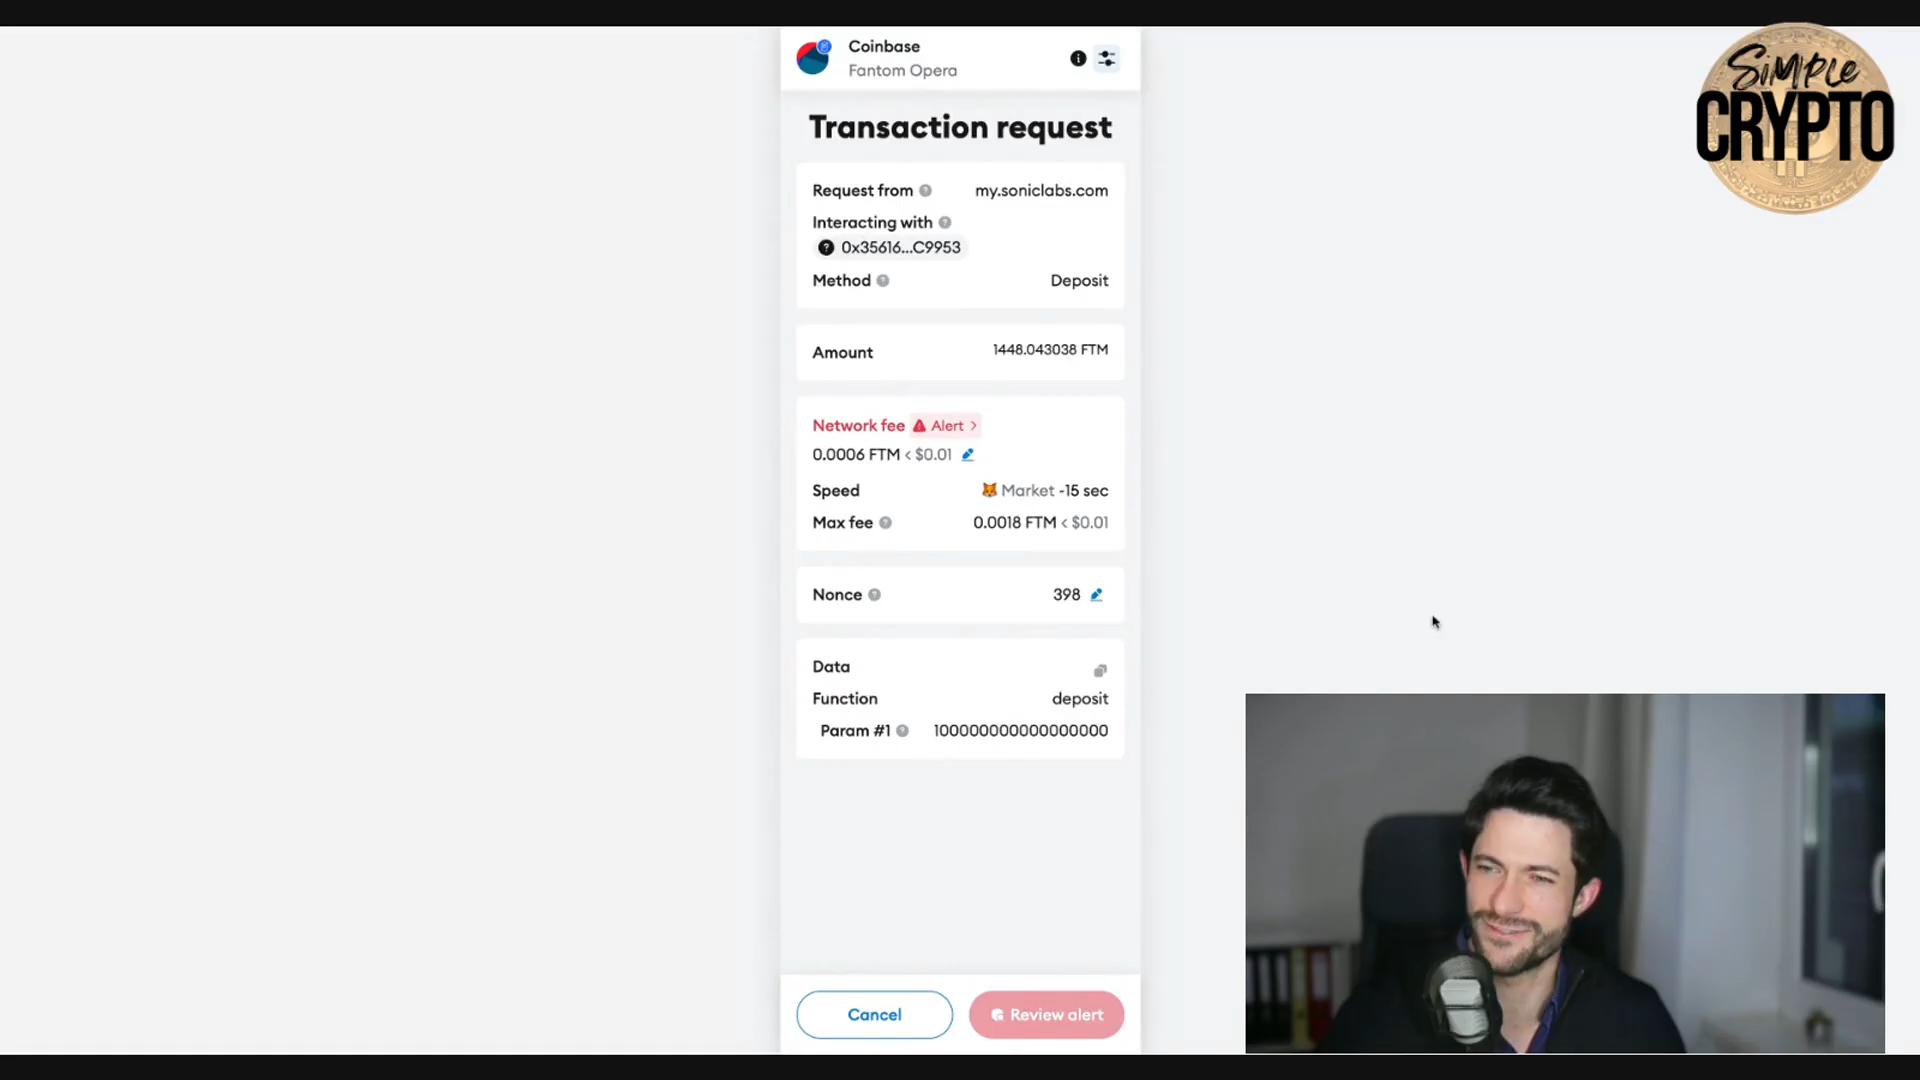 Coinbase
Fantom Opera
SiMPLE
CRYPTO
Transaction request
Request from my.soniclabs.com
Interacting with
0x35616...C9953
Method Deposit
Amount 1448.043038 FTM
Network fee Alert >
0.0006 FTM < $0.01
Speed Market ~15 sec
Max fee 0.0018 FTM < $0.01
Nonce 398
Data
Function deposit
Param #1 100000000000000000
Cancel Review alert